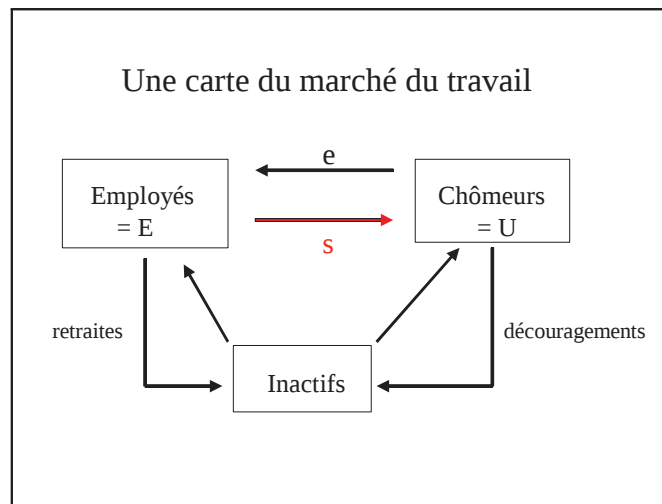 Une carte du marché du travail
e
Employés
= E
Chômeurs
= U
s
retraites
découragements
Inactifs